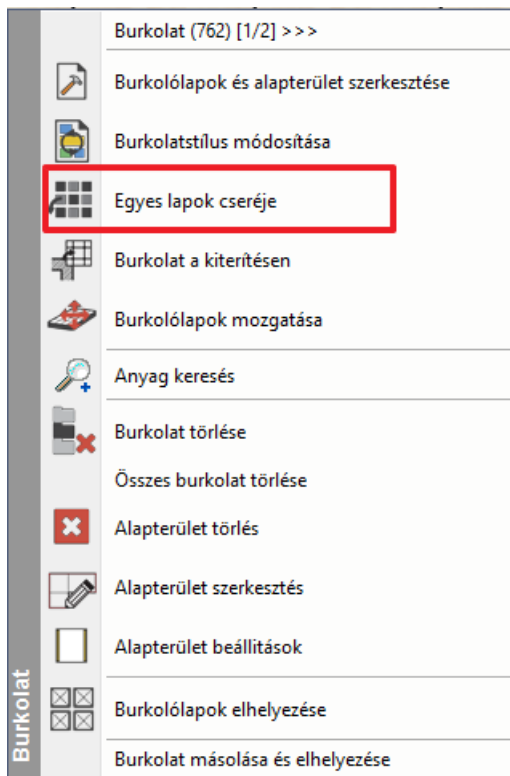 Burkolat (762) [1/2] >>>
Burkolólapok és alapterület szerkesztése
Burkolatstílus módosítása
Egyes lapok cseréje
Burkolat a kiterítésen
Burkolólapok mozgatása
Anyag keresés
Burkolat törlése
Összes burkolat törlése
Alapterület törlés
Alapterület szerkesztés
Alapterület beállitások
Burkolólapok elhelyezése
Burkolat másolása és elhelyezése
Burkolat